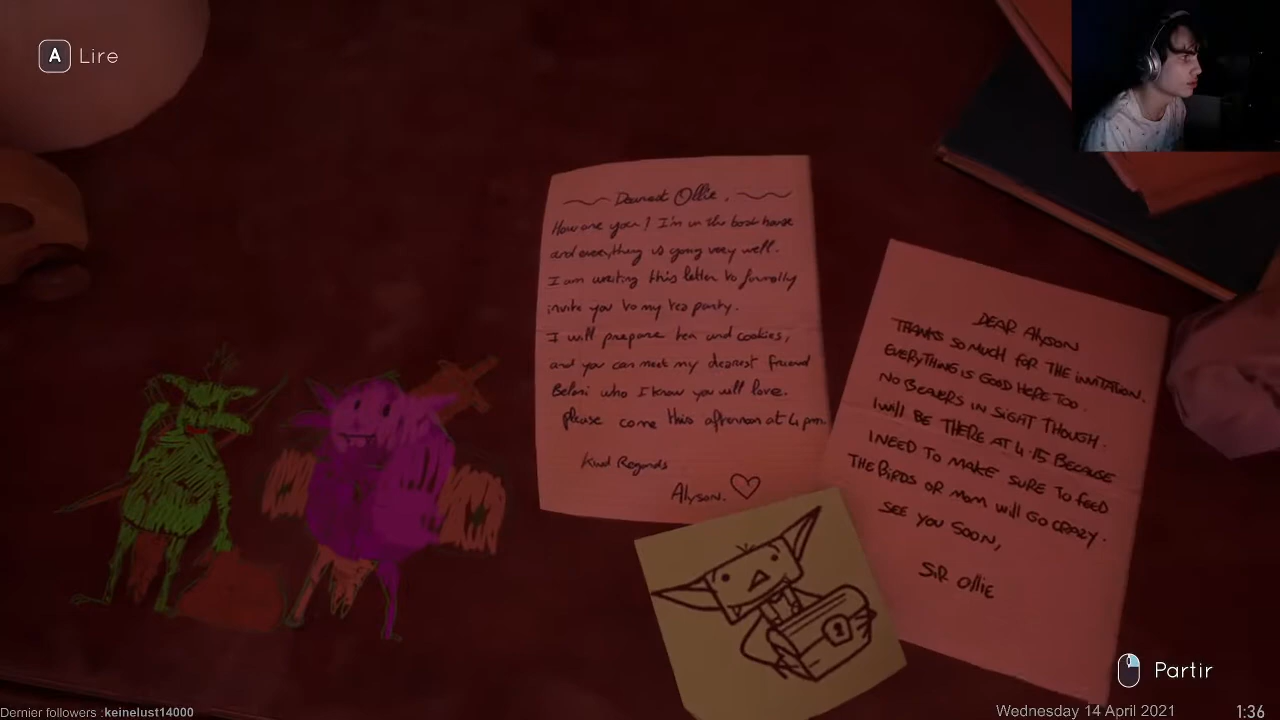 A Lire
Dearest Ollie,
How are you? I'm in the boat house
and everything is going very well.
I am writing this letter to formally
invite you to my tea party.
I will prepare tea and cookies,
and you can meet my dearest friend
Beloni who I know you will love.
please come this afternoon at 4 pm.
Kind Regards
Alyson.
DEAR Alyson
THANKS SO MUCH FOR THE INVITATION.
EVERYTHING IS GOOD HERE TOO.
NO BEAVERS IN SIGHT THOUGH.
I WILL BE THERE AT 4.15 BECAUSE
I NEED TO MAKE SURE TO FEED
THE BIRDS OR MOM WILL GO CRAZY.
SEE YOU SOON,
SIR Ollie
Partir
Dernier followers :keinelust14000
Wednesday 14 April 2021
1:36